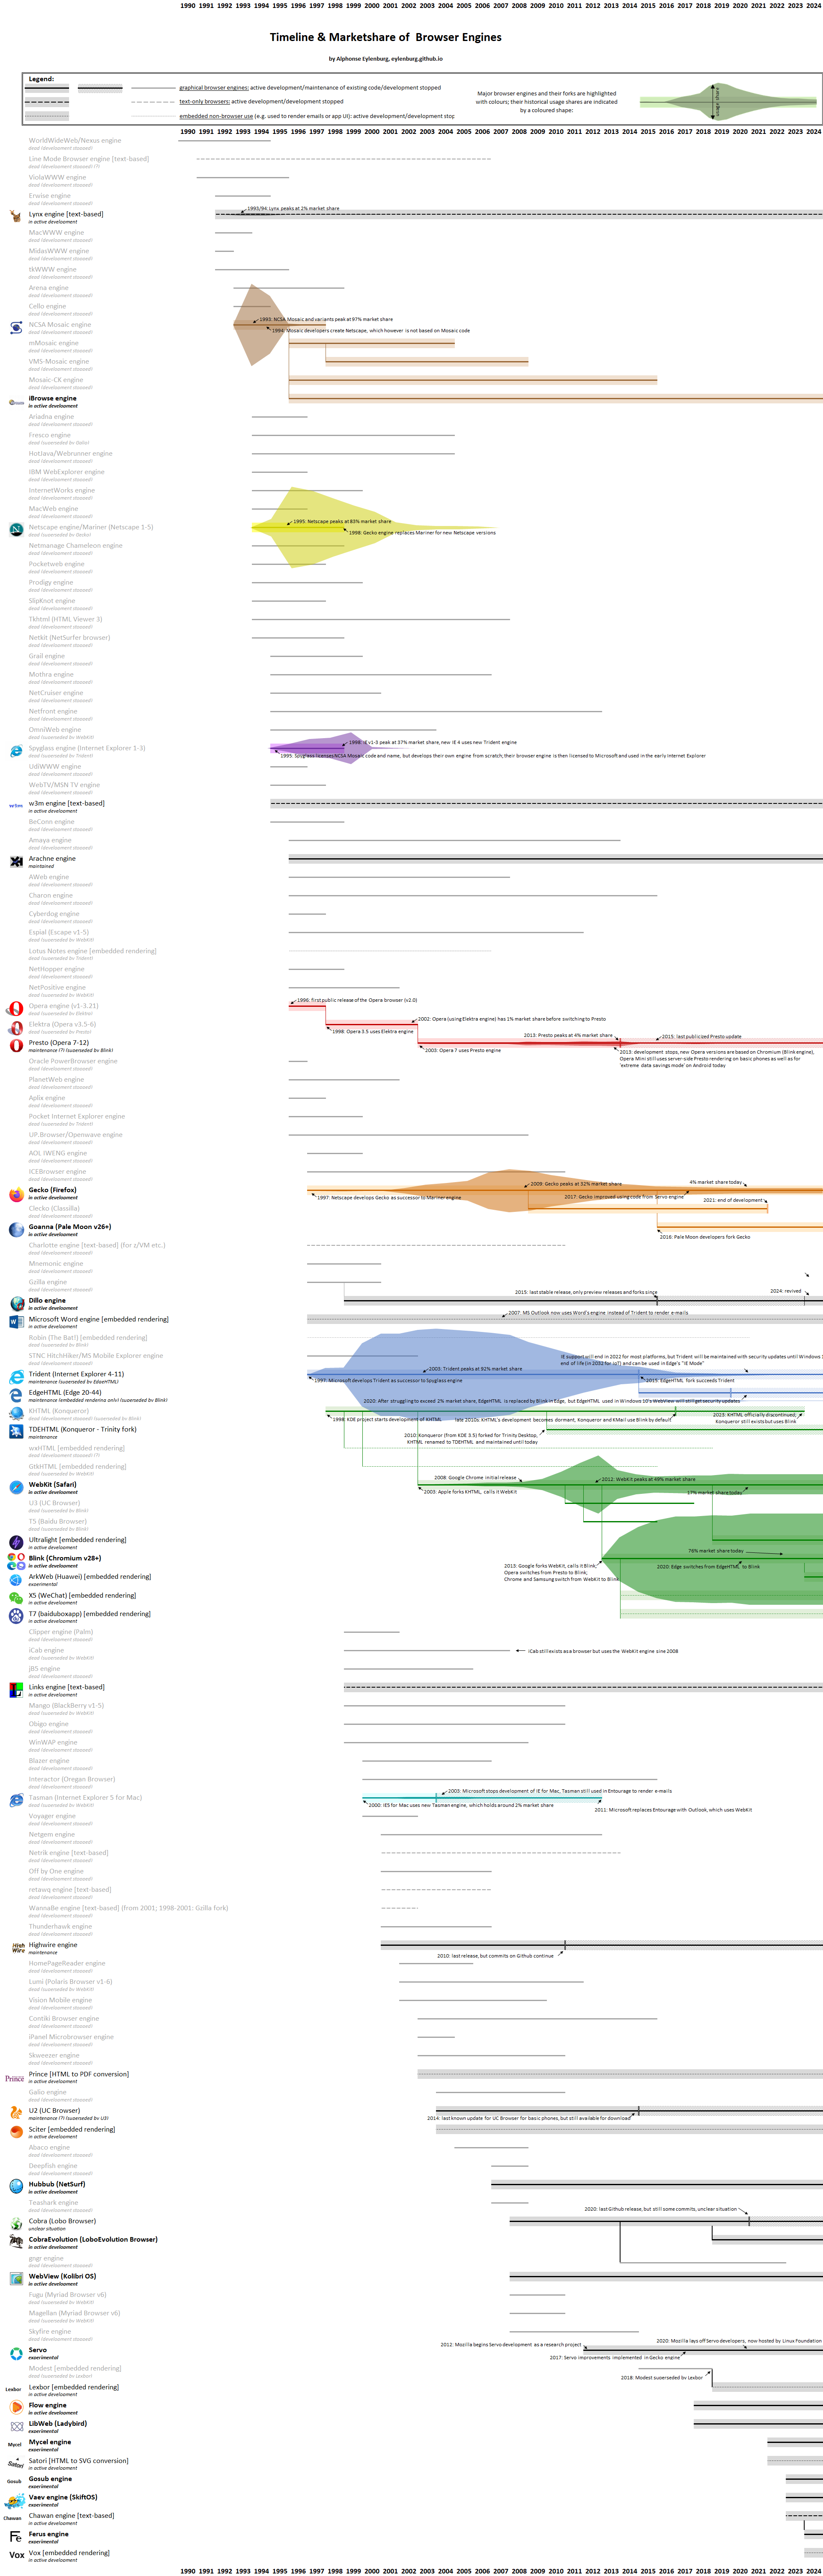 1990 1991 1992 1993 1994 1995 1996 1997 1998 1999 2000 2001 2002 2003 2004 2005 2006 2007 2008 2009 2010 2011 2012 2013 2014 2015 2016 2017 2018 2019 2020 2021 2022 2023 2024
Timeline & Marketshare of Browser Engines
by Alphonse Eylenburg, eylenburg.github.io
Legend:
graphical browser engines: active development/maintenance of existing code/development stopped
text-only browsers: active development/development stopped
embedded non-browser use (e.g. used to render emails or app UI): active development/development stop
Major browser engines and their forks are highlighted
with colours; their historical usage shares are indicated
by a coloured shape:
usage share
1990 1991 1992 1993 1994 1995 1996 1997 1998 1999 2000 2001 2002 2003 2004 2005 2006 2007 2008 2009 2010 2011 2012 2013 2014 2015 2016 2017 2018 2019 2020 2021 2022 2023 2024
WorldWideWeb/Nexus engine
dead (development stopped)
Line Mode Browser engine [text-based]
dead (development stopped) (?)
ViolaWWW engine
dead (development stopped)
Erwise engine
dead (development stopped)
1993/94: Lynx peaks at 2% market share
Lynx engine [text-based]
in active development
MacWWW engine
dead (development stopped)
MidasWWW engine
dead (development stopped)
tkWWW engine
dead (development stopped)
Arena engine
dead (development stopped)
Cello engine
dead (development stopped)
1993: NCSA Mosaic and variants peak at 97% market share
NCSA Mosaic engine
dead (development stopped)
1994: Mosaic developers create Netscape, which however is not based on Mosaic code
mMosaic engine
dead (development stopped)
VMS-Mosaic engine
dead (development stopped)
Mosaic-CK engine
dead (development stopped)
iBrowse engine
in active development
Ariadna engine
dead (development stopped)
Fresco engine
dead (superseded by Galio)
HotJava/Webrunner engine
dead (development stopped)
IBM WebExplorer engine
dead (development stopped)
InternetWorks engine
dead (development stopped)
MacWeb engine
dead (development stopped)
1995: Netscape peaks at 83% market share
Netscape engine/Mariner (Netscape 1-5)
dead (superseded by Gecko)
1998: Gecko engine replaces Mariner for new Netscape versions
Netmanage Chameleon engine
dead (development stopped)
Pocketweb engine
dead (development stopped)
Prodigy engine
dead (development stopped)
SlipKnot engine
dead (development stopped)
Tkhtml (HTML Viewer 3)
dead (development stopped)
Netkit (NetSurfer browser)
dead (development stopped)
Grail engine
dead (development stopped)
Mothra engine
dead (development stopped)
NetCruiser engine
dead (development stopped)
Netfront engine
dead (development stopped)
OmniWeb engine
dead (superseded by WebKit)
1998: IE v1-3 peak at 37% market share, new IE 4 uses new Trident engine
Spyglass engine (Internet Explorer 1-3)
dead (superseded by Trident)
1995: Spyglass licenses NCSA Mosaic code and name, but develops their own engine from scratch; their browser engine is then licensed to Microsoft and used in the early Internet Explorer
UdiWWW engine
dead (development stopped)
WebTV/MSN TV engine
dead (development stopped)
w3m engine [text-based]
in active development
BeConn engine
dead (development stopped)
Amaya engine
dead (development stopped)
Arachne engine
maintained
AWeb engine
dead (development stopped)
Charon engine
dead (development stopped)
Cyberdog engine
dead (development stopped)
Espial (Escape v1-5)
dead (superseded by WebKit)
Lotus Notes engine [embedded rendering]
dead (superseded by Trident)
NetHopper engine
dead (development stopped)
NetPositive engine
dead (superseded by WebKit)
1996: first public release of the Opera browser (v2.0)
Opera engine (v1-3.21)
dead (superseded by Elektra)
2002: Opera (using Elektra engine) has 1% market share before switching to Presto
Elektra (Opera v3.5-6)
dead (superseded by Presto)
1998: Opera 3.5 uses Elektra engine
2013: Presto peaks at 4% market share
2015: last publicized Presto update
Presto (Opera 7-12)
maintenance (?) (superseded by Blink)
2003: Opera 7 uses Presto engine
2013: development stops, new Opera versions are based on Chromium (Blink engine),
Opera Mini still uses server-side Presto rendering on basic phones as well as for
'extreme data savings mode' on Android today
Oracle PowerBrowser engine
dead (development stopped)
PlanetWeb engine
dead (development stopped)
Aplix engine
dead (development stopped)
Pocket Internet Explorer engine
dead (superseded by Trident)
UP.Browser/Openwave engine
dead (development stopped)
AOL IWENG engine
dead (development stopped)
ICEBrowser engine
dead (development stopped)
4% market share today
2009: Gecko peaks at 32% market share
Gecko (Firefox)
in active development
1997: Netscape develops Gecko as successor to Mariner engine
2017: Gecko improved using code from Servo engine
2021: end of development
Clecko (Classilla)
dead (development stopped)
Goanna (Pale Moon v26+)
in active development
2016: Pale Moon developers fork Gecko
Charlotte engine [text-based] (for z/VM etc.)
dead (development stopped)
Mnemonic engine
dead (development stopped)
Gzilla engine
dead (development stopped)
2015: last stable release, only preview releases and forks since
2024: revived
Dillo engine
in active development
2007: MS Outlook now uses Word's engine instead of Trident to render e-mails
Microsoft Word engine [embedded rendering]
in active development
Robin (The Bat!) [embedded rendering]
dead (superseded by Blink)
STNC HitchHiker/MS Mobile Explorer engine
dead (development stopped)
IE support will end in 2022 for most platforms, but Trident will be maintained with security updates until Windows
end of life (in 2032 for IoT) and can be used in Edge's "IE Mode"
2003: Trident peaks at 92% market share
Trident (Internet Explorer 4-11)
maintenance (superseded by EdgeHTML)
1997: Microsoft develops Trident as successor to Spyglass engine
2015: EdgeHTML fork succeeds Trident
EdgeHTML (Edge 20-44)
maintenance (embedded rendering only) (superseded by Blink)
2020: After struggling to exceed 2% market share, EdgeHTML is replaced by Blink in Edge, but EdgeHTML used in Windows 10's WebView will still get security updates
KHTML (Konqueror)
dead (development stopped) (superseded by Blink)
1998: KDE project starts development of KHTML
late 2010s: KHTML's development becomes dormant, Konqueror and KMail use Blink by default
2023: KHTML officially discontinued;
Konqueror still exists but uses Blink
TDEHTML (Konqueror - Trinity fork)
maintenance
2010: Konqueror (from KDE 3.5) forked for Trinity Desktop,
KHTML renamed to TDEHTML and maintained until today
wxHTML [embedded rendering]
dead (development stopped) (?)
GtkHTML [embedded rendering]
dead (superseded by WebKit)
2008: Google Chrome initial release
2012: WebKit peaks at 49% market share
WebKit (Safari)
in active development
2003: Apple forks KHTML, calls it WebKit
17% market share today
U3 (UC Browser)
dead (superseded by Blink)
T5 (Baidu Browser)
dead (superseded by Blink)
Ultralight [embedded rendering]
in active development
76% market share today
Blink (Chromium v28+)
in active development
2013: Google forks WebKit, calls it Blink;
Opera switches from Presto to Blink;
Chrome and Samsung switch from WebKit to Blink
2020: Edge switches from EdgeHTML to Blink
ArkWeb (Huawei) [embedded rendering]
experimental
X5 (WeChat) [embedded rendering]
in active development
T7 (baiduboxapp) [embedded rendering]
in active development
Clipper engine (Palm)
dead (development stopped)
iCab engine
dead (superseded by WebKit)
iCab still exists as a browser but uses the WebKit engine sine 2008
jB5 engine
dead (development stopped)
Links engine [text-based]
in active development
Mango (BlackBerry v1-5)
dead (superseded by WebKit)
Obigo engine
dead (development stopped)
WinWAP engine
dead (development stopped)
Blazer engine
dead (development stopped)
Interactor (Oregan Browser)
dead (development stopped)
2003: Microsoft stops development of IE for Mac, Tasman still used in Entourage to render e-mails
Tasman (Internet Explorer 5 for Mac)
dead (superseded by WebKit)
2000: IE5 for Mac uses new Tasman engine, which holds around 2% market share
2011: Microsoft replaces Entourage with Outlook, which uses WebKit
Voyager engine
dead (development stopped)
Netgem engine
dead (development stopped)
Netrik engine [text-based]
dead (development stopped)
Off by One engine
dead (development stopped)
retawq engine [text-based]
dead (development stopped)
WannaBe engine [text-based] (from 2001; 1998-2001: Gzilla fork)
dead (development stopped)
Thunderhawk engine
dead (development stopped)
Highwire engine
maintenance
2010: last release, but commits on Github continue
HomePageReader engine
dead (development stopped)
Lumi (Polaris Browser v1-6)
dead (superseded by WebKit)
Vision Mobile engine
dead (development stopped)
Contiki Browser engine
dead (development stopped)
iPanel Microbrowser engine
dead (development stopped)
Skweezer engine
dead (development stopped)
Prince
Prince [HTML to PDF conversion]
in active development
Galio engine
dead (development stopped)
U2 (UC Browser)
maintenance (?) (superseded by U3)
2014: last known update for UC Browser for basic phones, but still available for download
Sciter [embedded rendering]
in active development
Abaco engine
dead (development stopped)
Deepfish engine
dead (development stopped)
Hubbub (NetSurf)
in active development
Teashark engine
dead (development stopped)
2020: last Github release, but still some commits, unclear situation
Cobra (Lobo Browser)
unclear situation
CobraEvolution (LoboEvolution Browser)
in active development
gngr engine
dead (development stopped)
WebView (Kolibri OS)
in active development
Fugu (Myriad Browser v6)
dead (superseded by WebKit)
Magellan (Myriad Browser v6)
dead (superseded by WebKit)
Skyfire engine
dead (development stopped)
2020: Mozilla lays off Servo developers, now hosted by Linux Foundation
2012: Mozilla begins Servo development as a research project
Servo
experimental
2017: Servo improvements implemented in Gecko engine
Modest [embedded rendering]
dead (superseded by Lexbor)
2018: Modest superseded by Lexbor
Lexbor
Lexbor [embedded rendering]
in active development
Flow engine
in active development
LibWeb (Ladybird)
experimental
Mycel
Mycel engine
in active development
Satori
Satori [HTML to SVG conversion]
in active development
Gosub
Gosub engine
experimental
Vaev engine (SkiftOS)
experimental
Chawan
Chawan engine [text-based]
in active development
Fe
Ferus engine
experimental
Vox
Vox [embedded rendering]
in active development
1990 1991 1992 1993 1994 1995 1996 1997 1998 1999 2000 2001 2002 2003 2004 2005 2006 2007 2008 2009 2010 2011 2012 2013 2014 2015 2016 2017 2018 2019 2020 2021 2022 2023 2024